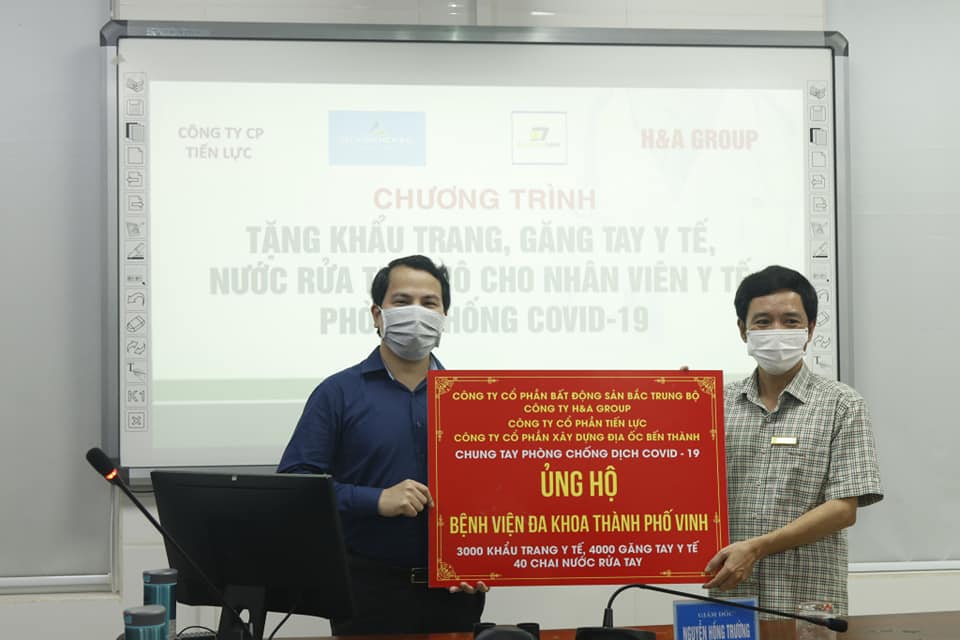 CÔNG TY CP
TIẾN LỰC
H&A GROUP
CHƯƠNG TRÌNH
TẶNG KHẨU TRANG, GĂNG TAY Y TẾ,
NƯỚC RỬA CHO NHÂN VIÊN Y TẾ
COVID-19
CÔNG TY CỔ PHẦN BẤT ĐỘNG SẢN BẮC TRUNG BỘ
CÔNG TY H&A GROUP
CÔNG TY CỔ PHẦN TIẾN LỰC
CÔNG TY CỔ PHẦN XÂY DỰNG ĐỊA ỐC BẾN THÀNH
CHUNG TAY PHÒNG CHỐNG DỊCH COVID - 19
ỦNG HỘ
BỆNH VIỆN ĐA KHOA THÀNH PHỐ VINH
3000 KHẨU TRANG Y TẾ, 4000 GĂNG TAY Y TẾ
40 CHAI NƯỚC RỬA TAY
GIÁM ĐỐC
NGUYỄN HỒNG TRƯỜNG